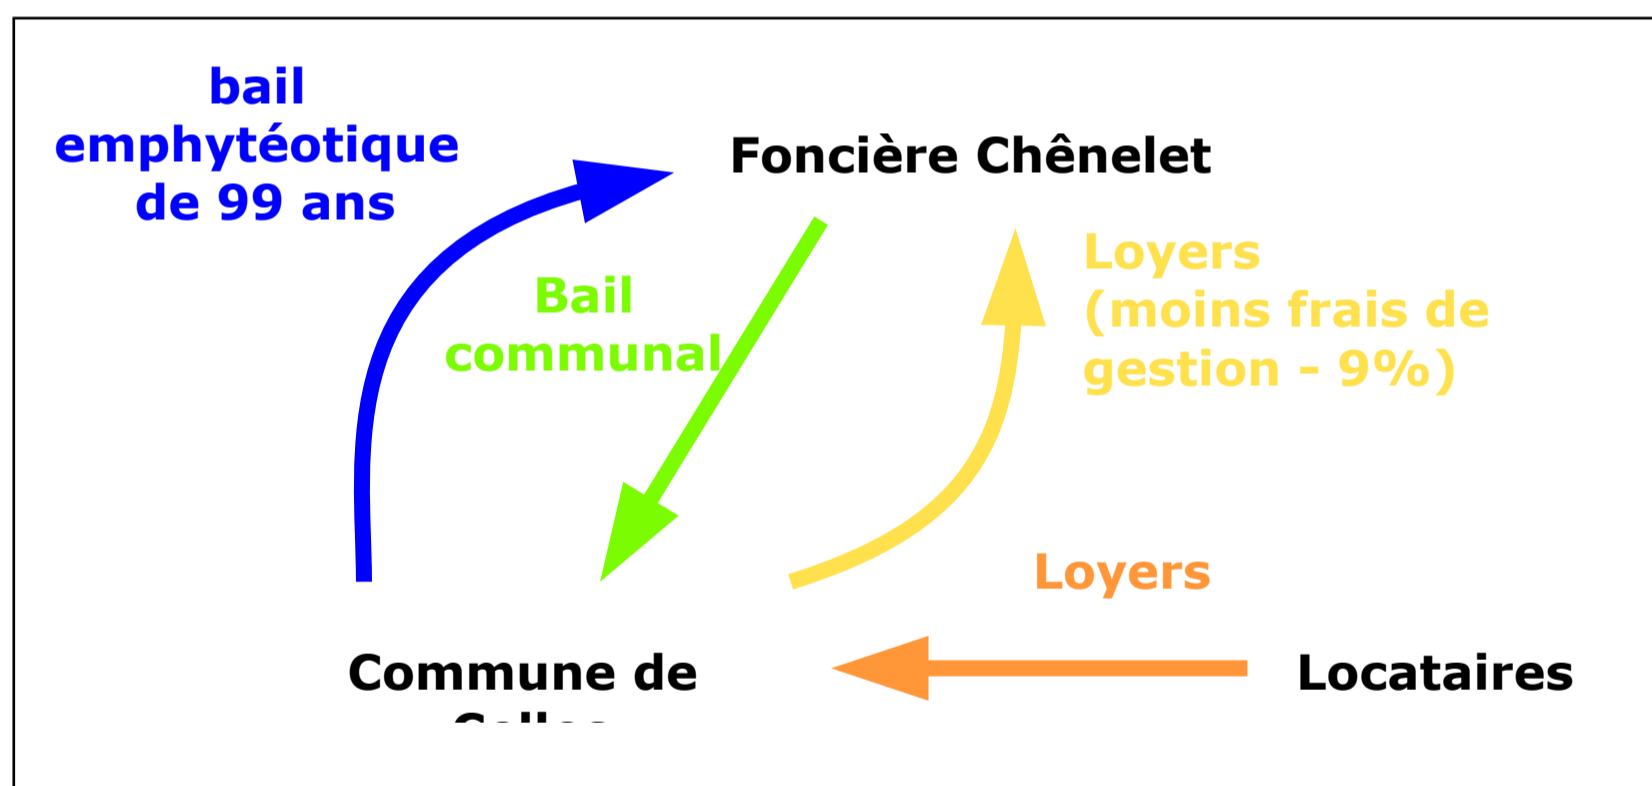 bail
emphytéotique
de 99 ans
Foncière Chênelet
Bail
communal
Loyers
(moins frais de
gestion - 9%)
Loyers
Commune de
Locataires